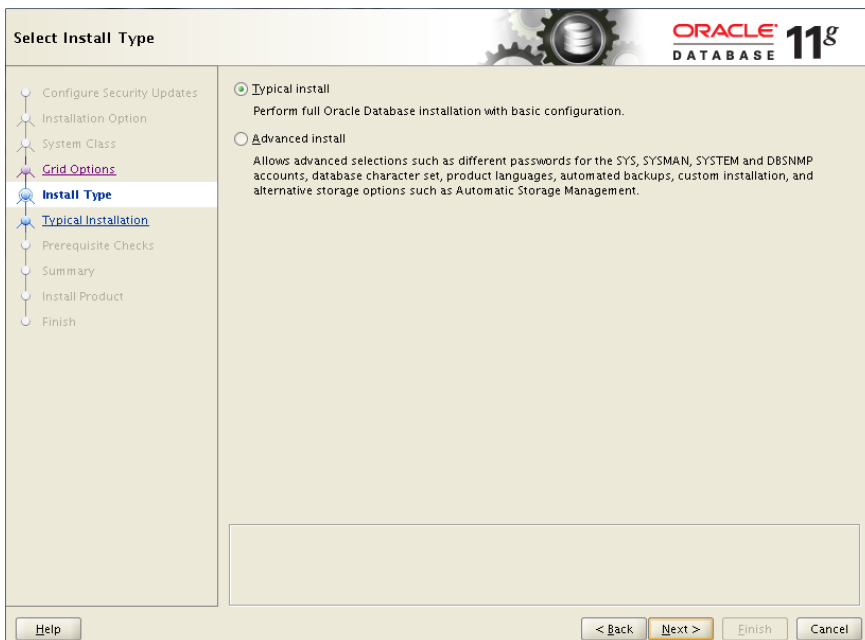 Select Install Type
ORACLE
DATABASE 11g
Configure Security Updates
Installation Option
System Class
Grid Options
Install Type
Typical Installation
Prerequisite Checks
Summary
Install Product
Finish
Typical install
Perform full Oracle Database installation with basic configuration.
Advanced install
Allows advanced selections such as different passwords for the SYS, SYSMAN, SYSTEM and DBSNMP
accounts, database character set, product languages, automated backups, custom installation, and
alternative storage options such as Automatic Storage Management.
Help
< Back
Next >
Finish
Cancel